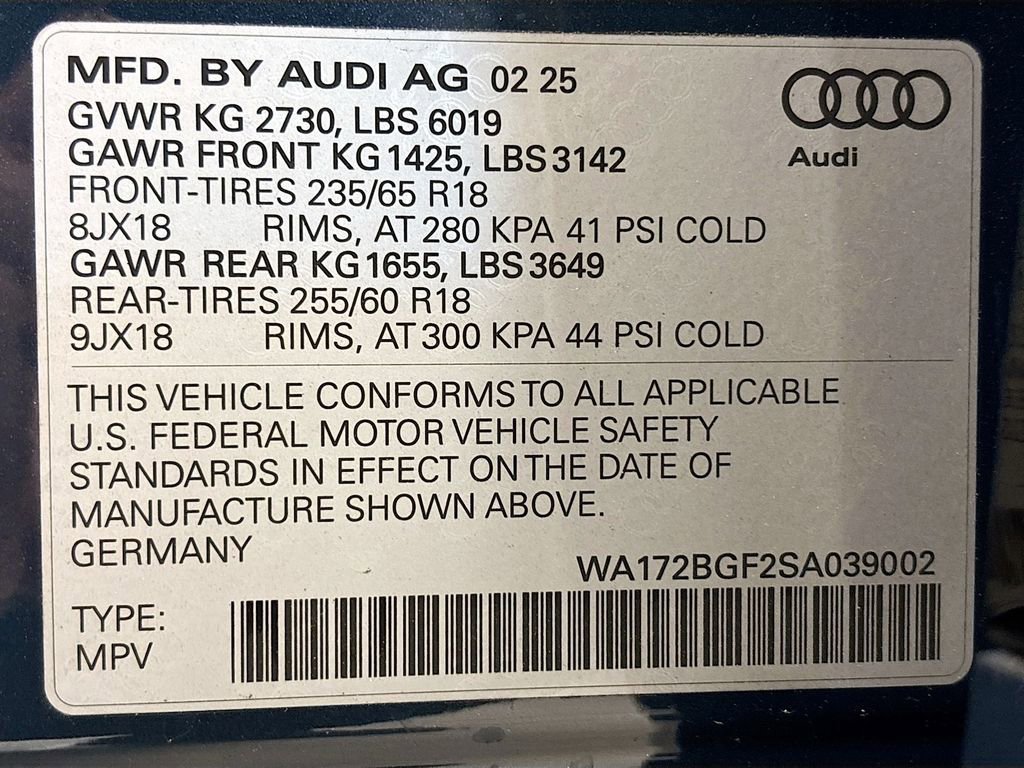 MFD. BY AUDI AG 02 25
Audi
GVWR KG 2730, LBS 6019
GAWR FRONT KG 1425, LBS 3142
FRONT-TIRES 235/65 R18
8JX18 RIMS, AT 280 KPA 41 PSI COLD
GAWR REAR KG 1655, LBS 3649
REAR-TIRES 255/60 R18
9JX18 RIMS, AT 300 KPA 44 PSI COLD
THIS VEHICLE CONFORMS TO ALL APPLICABLE
U.S. FEDERAL MOTOR VEHICLE SAFETY
STANDARDS IN EFFECT ON THE DATE OF
MANUFACTURE SHOWN ABOVE.
GERMANY
WA172BGF2SA039002
TYPE:
MPV